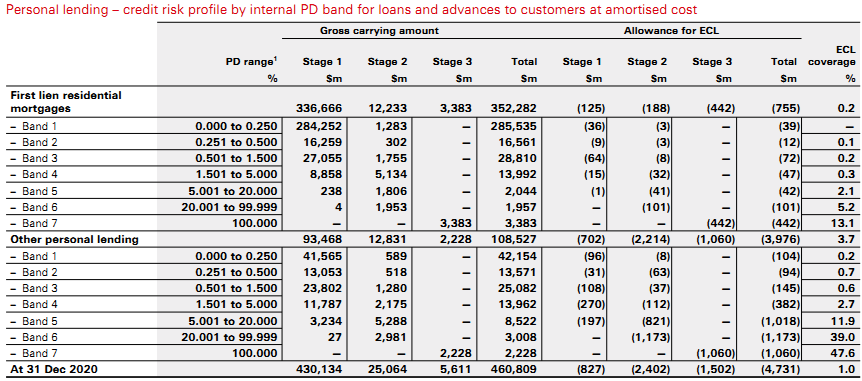 Personal lending – credit risk profile by internal PD band for loans and advances to customers at amortised cost
Gross carrying amount Allowance for ECL
PD range1 Stage 1 Stage 2 Stage 3 Total Stage 1 Stage 2 Stage 3 Total ECL coverage
% $m $m $m $m $m $m $m $m %
First lien residential
mortgages 336,666 12,233 3,383 352,282 (125) (188) (442) (755) 0.2
– Band 1 0.000 to 0.250 284,252 1,283 – 285,535 (36) (3) – (39) –
– Band 2 0.251 to 0.500 16,259 302 – 16,561 (9) (3) – (12) 0.1
– Band 3 0.501 to 1.500 27,055 1,755 – 28,810 (64) (8) – (72) 0.2
– Band 4 1.501 to 5.000 8,858 5,134 – 13,992 (15) (32) – (47) 0.3
– Band 5 5.001 to 20.000 238 1,806 – 2,044 (1) (41) – (42) 2.1
– Band 6 20.001 to 99.999 4 1,953 – 1,957 – (101) – (101) 5.2
– Band 7 100.000 – – 3,383 3,383 – – (442) (442) 13.1
Other personal lending 93,468 12,831 2,228 108,527 (702) (2,214) (1,060) (3,976) 3.7
– Band 1 0.000 to 0.250 41,565 589 – 42,154 (96) (8) – (104) 0.2
– Band 2 0.251 to 0.500 13,053 518 – 13,571 (31) (63) – (94) 0.7
– Band 3 0.501 to 1.500 23,802 1,280 – 25,082 (108) (37) – (145) 0.6
– Band 4 1.501 to 5.000 11,787 2,175 – 13,962 (270) (112) – (382) 2.7
– Band 5 5.001 to 20.000 3,234 5,288 – 8,522 (197) (821) – (1,018) 11.9
– Band 6 20.001 to 99.999 27 2,981 – 3,008 – (1,173) – (1,173) 39.0
– Band 7 100.000 – – 2,228 2,228 – – (1,060) (1,060) 47.6
At 31 Dec 2020 430,134 25,064 5,611 460,809 (827) (2,402) (1,502) (4,731) 1.0